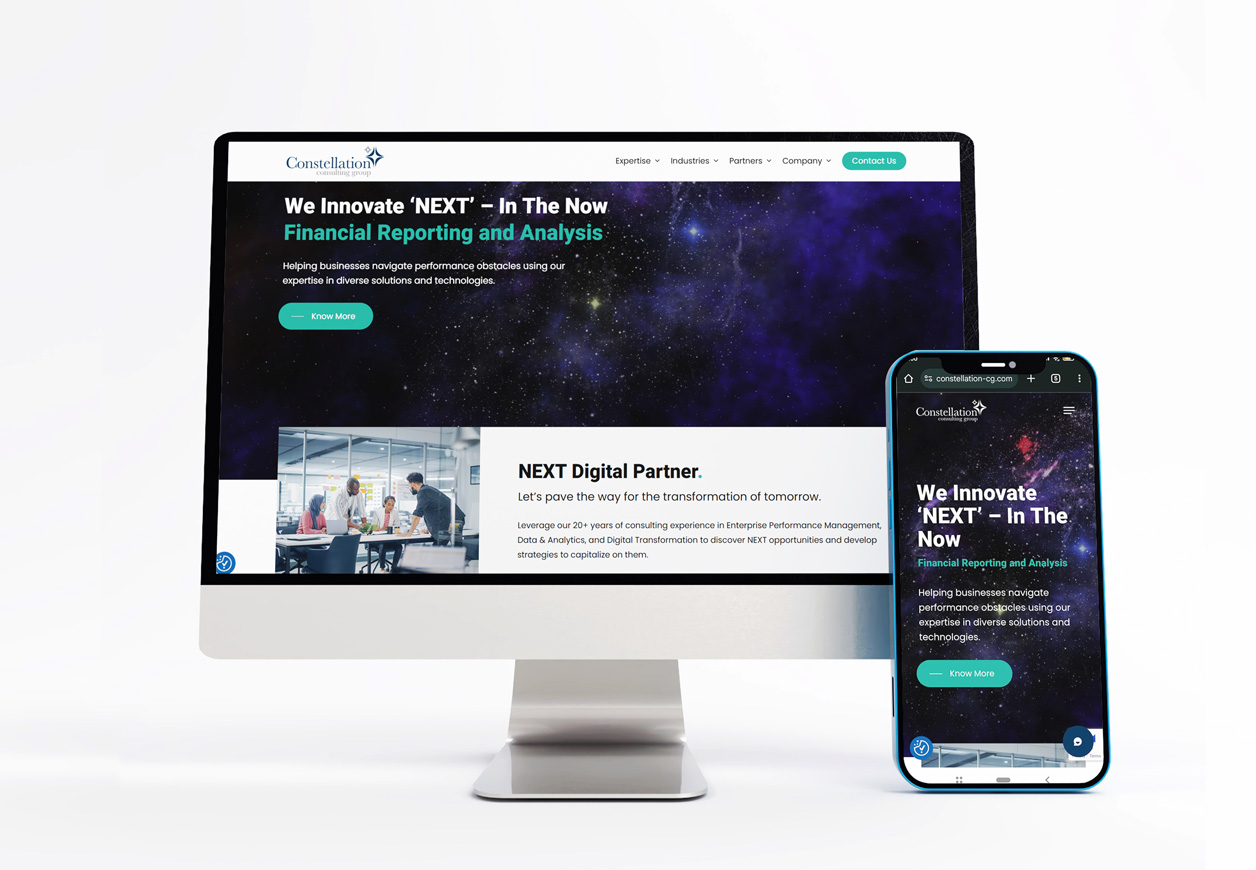 Constellation
consulting group
Expertise
Industries
Partners
Company
Contact Us
We Innovate ‘NEXT’ – In The Now
Financial Reporting and Analysis
Helping businesses navigate performance obstacles using our
expertise in diverse solutions and technologies.
Know More
NEXT Digital Partner.
Let’s pave the way for the transformation of tomorrow.
Leverage our 20+ years of consulting experience in Enterprise Performance Management,
Data & Analytics, and Digital Transformation to discover NEXT opportunities and develop
strategies to capitalize on them.
constellation-cg.com
Constellation
consulting group
We Innovate
‘NEXT’ – In The
Now
Financial Reporting and Analysis
Helping businesses navigate
performance obstacles using our
expertise in diverse solutions and
technologies.
Know More